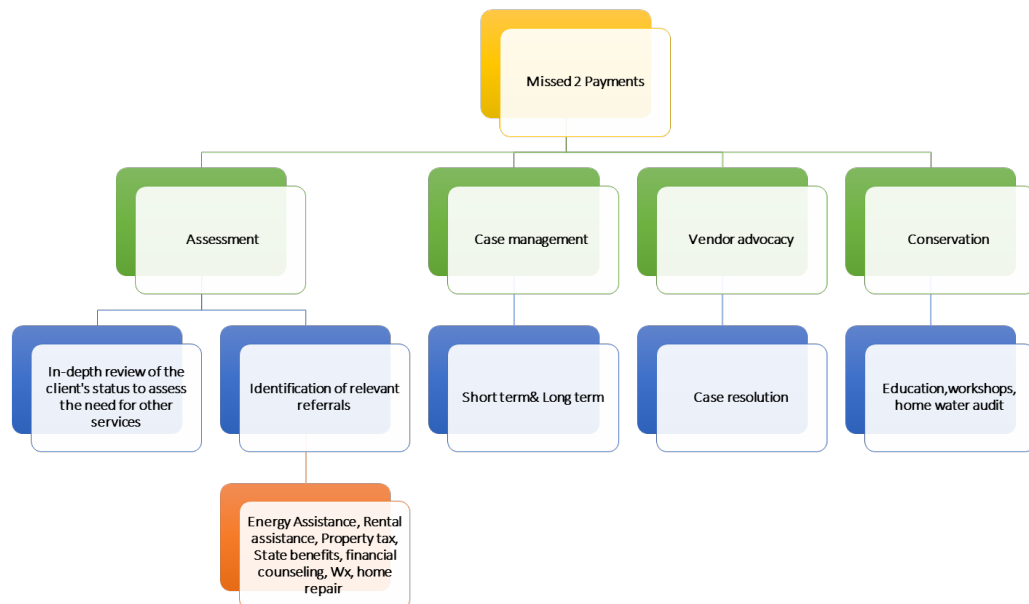 Missed 2 Payments
Assessment
Case management
Vendor advocacy
Conservation
In-depth review of the
client's status to assess
the need for other
services
Identification of relevant
referrals
Short term& Long term
Case resolution
Education,workshops,
home water audit
Energy Assistance, Rental
assistance, Property tax,
State benefits, financial
counseling, Wx, home
repair